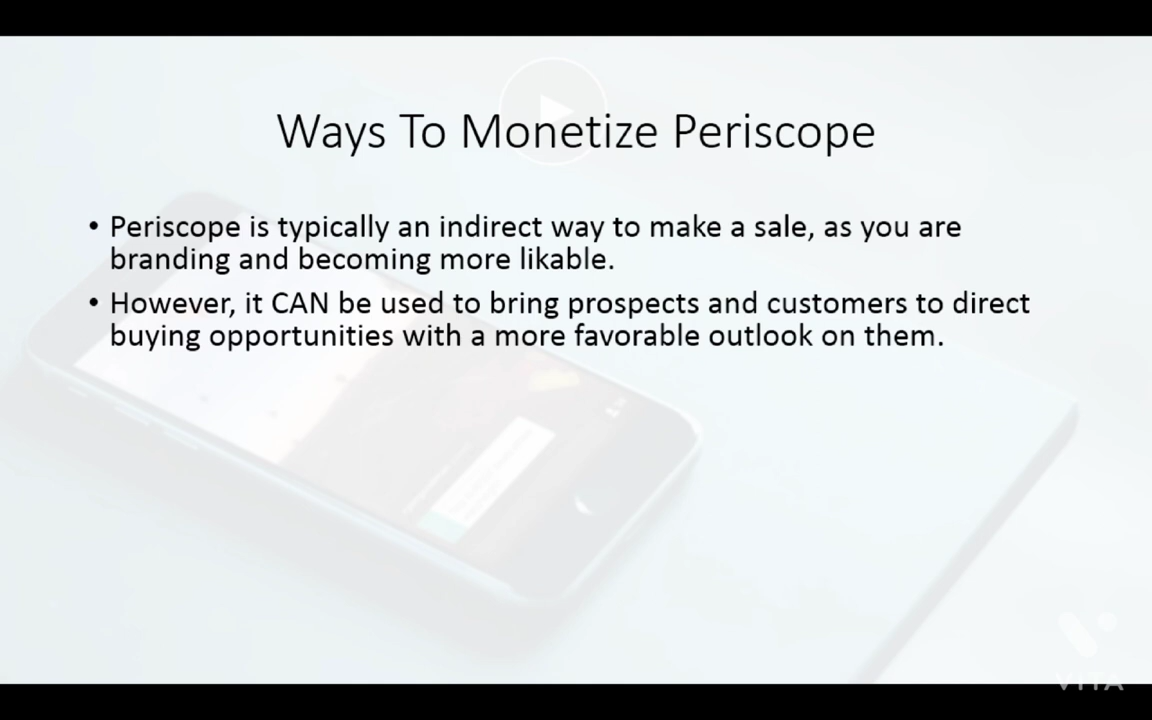 Ways To Monetize Periscope
• Periscope is typically an indirect way to make a sale, as you are
branding and becoming more likable.
• However, it CAN be used to bring prospects and customers to direct
buying opportunities with a more favorable outlook on them.
VITA